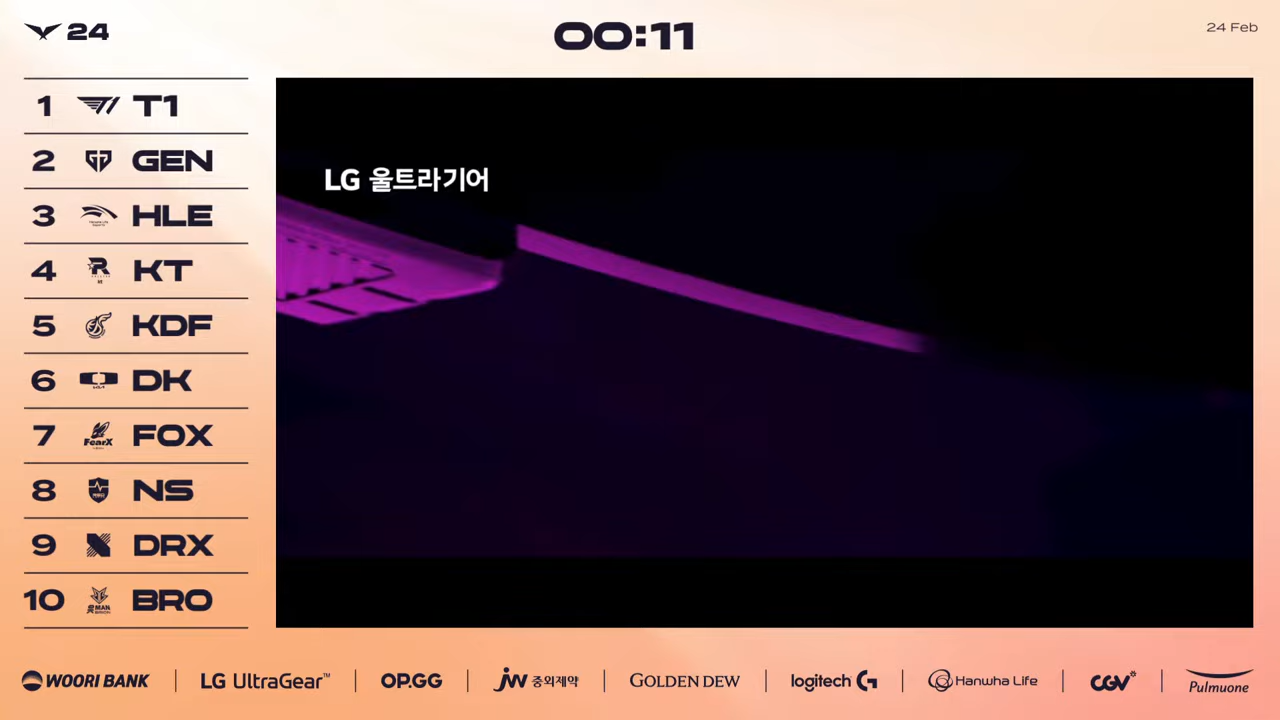 24
00:11
24 Feb
1 T1
2 GEN
3 HLE
4 KT
5 KDF
6 DK
7 FearX FOX
8 NS
9 DRX
10 BRO
LG 울트라기어
WOORI BANK
LG UltraGear™
OP.GG
jw 중외제약
GOLDEN DEW
logitech G
Hanwha Life
CGV
Pulmuone